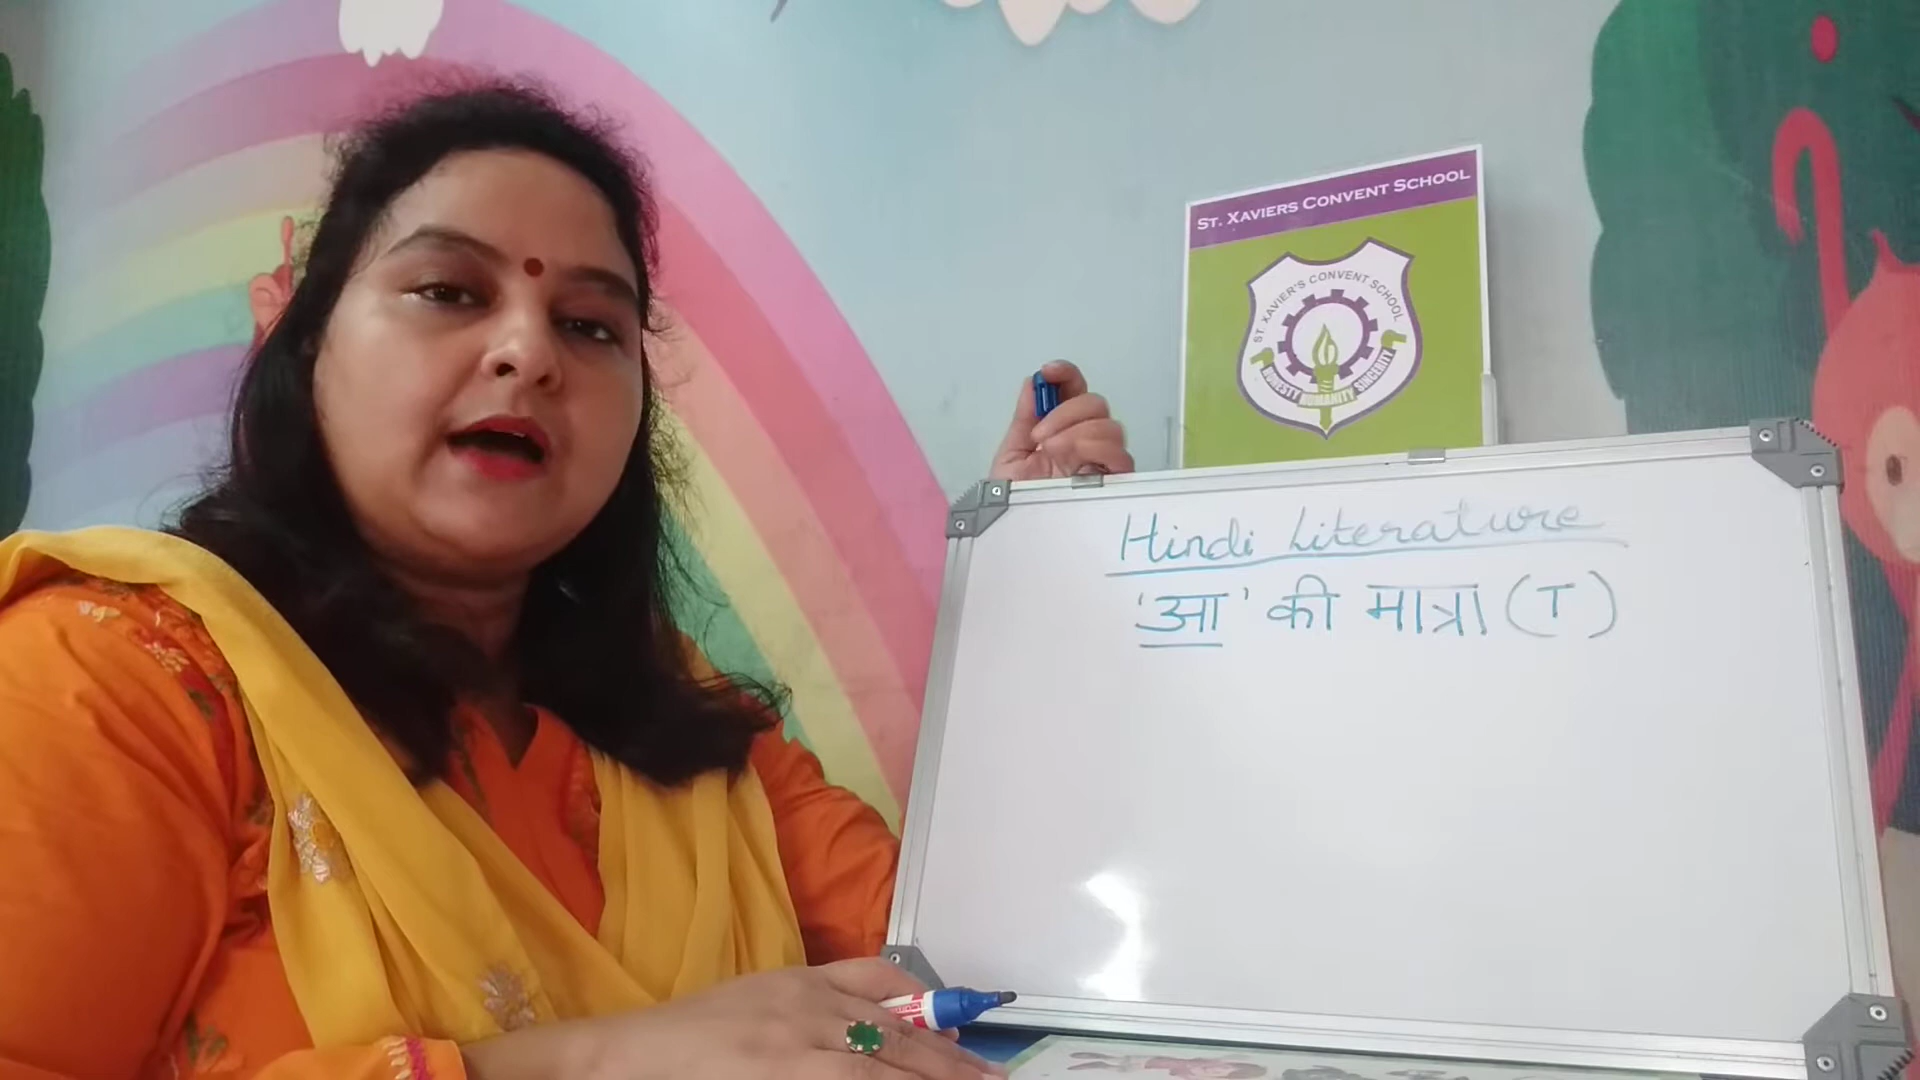 ST. XAVIERS CONVENT SCHOOL
ST. XAVIER'S CONVENT SCHOOL
HONESTY HUMANITY SINCERITY
Hindi Literature
'आ' की मात्रा (ा)